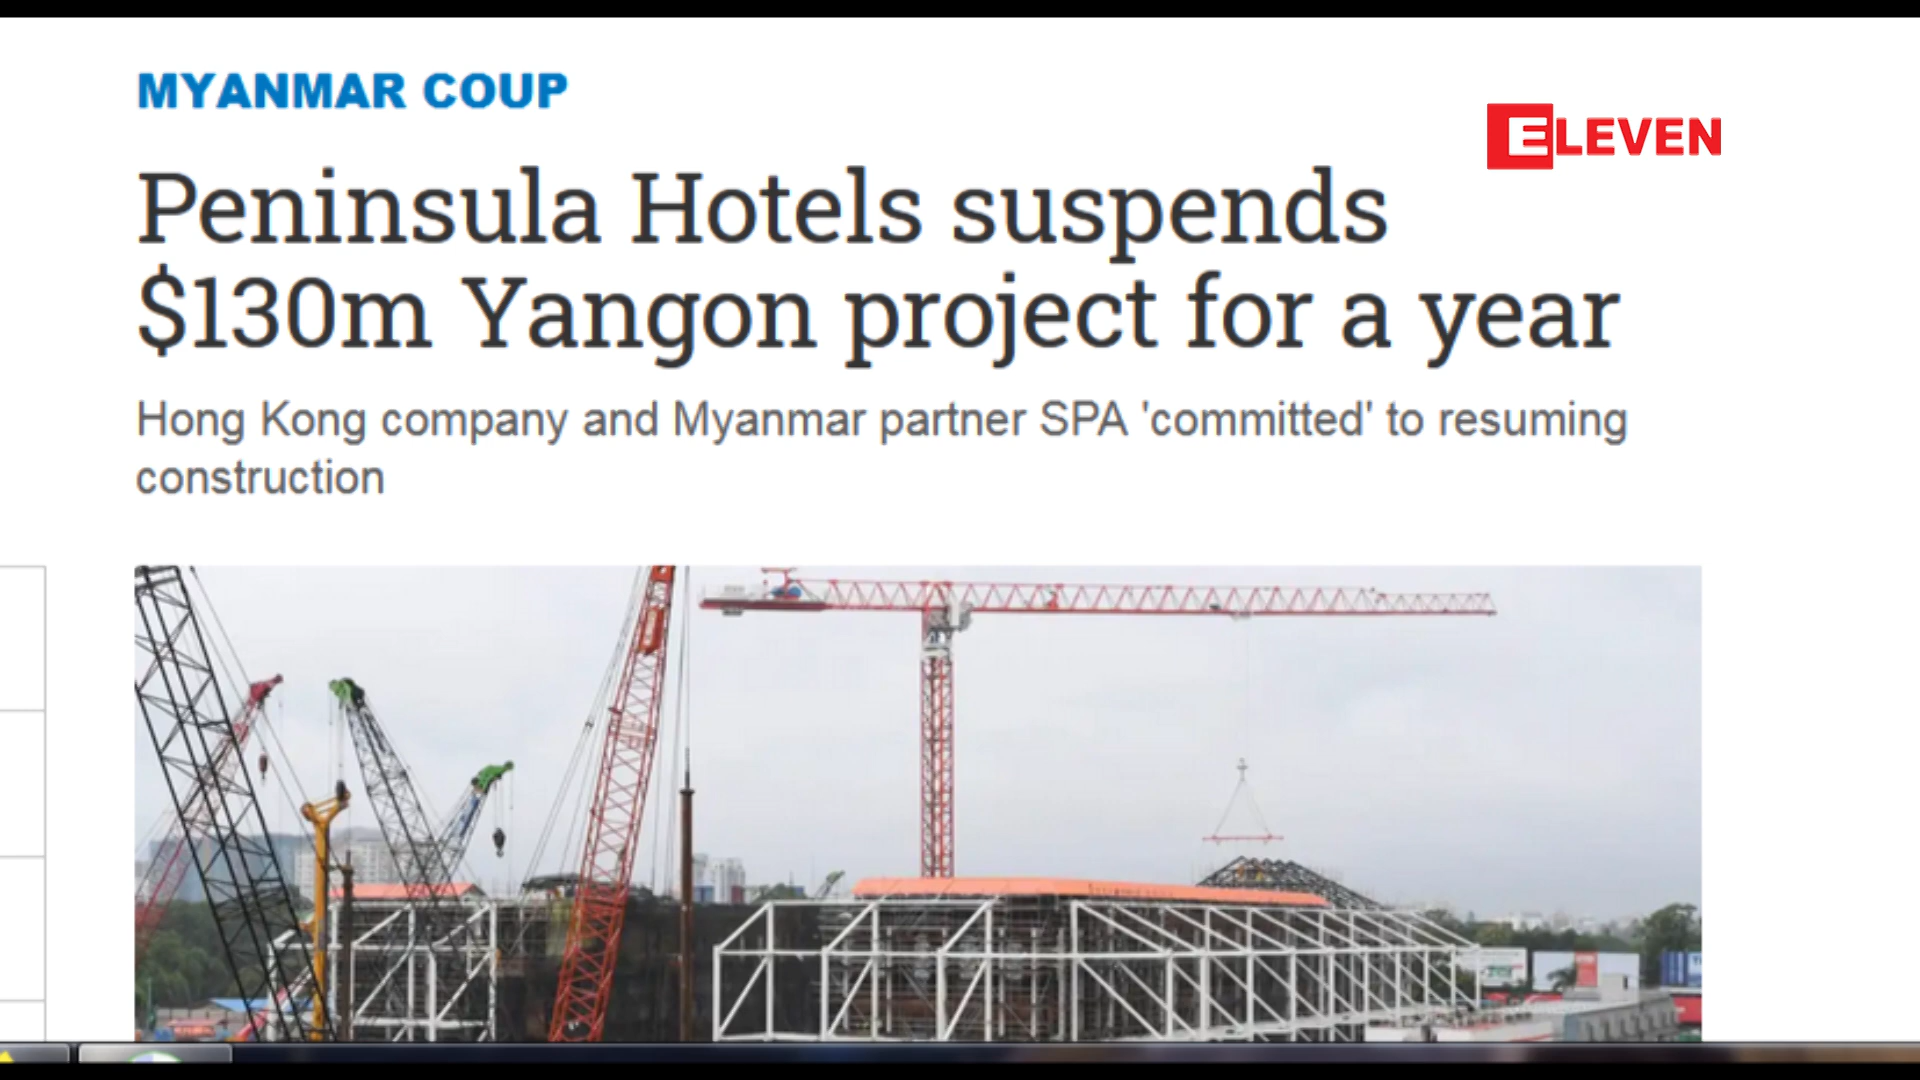 MYANMAR COUP
ELEVEN
Peninsula Hotels suspends
$130m Yangon project for a year
Hong Kong company and Myanmar partner SPA 'committed' to resuming
construction